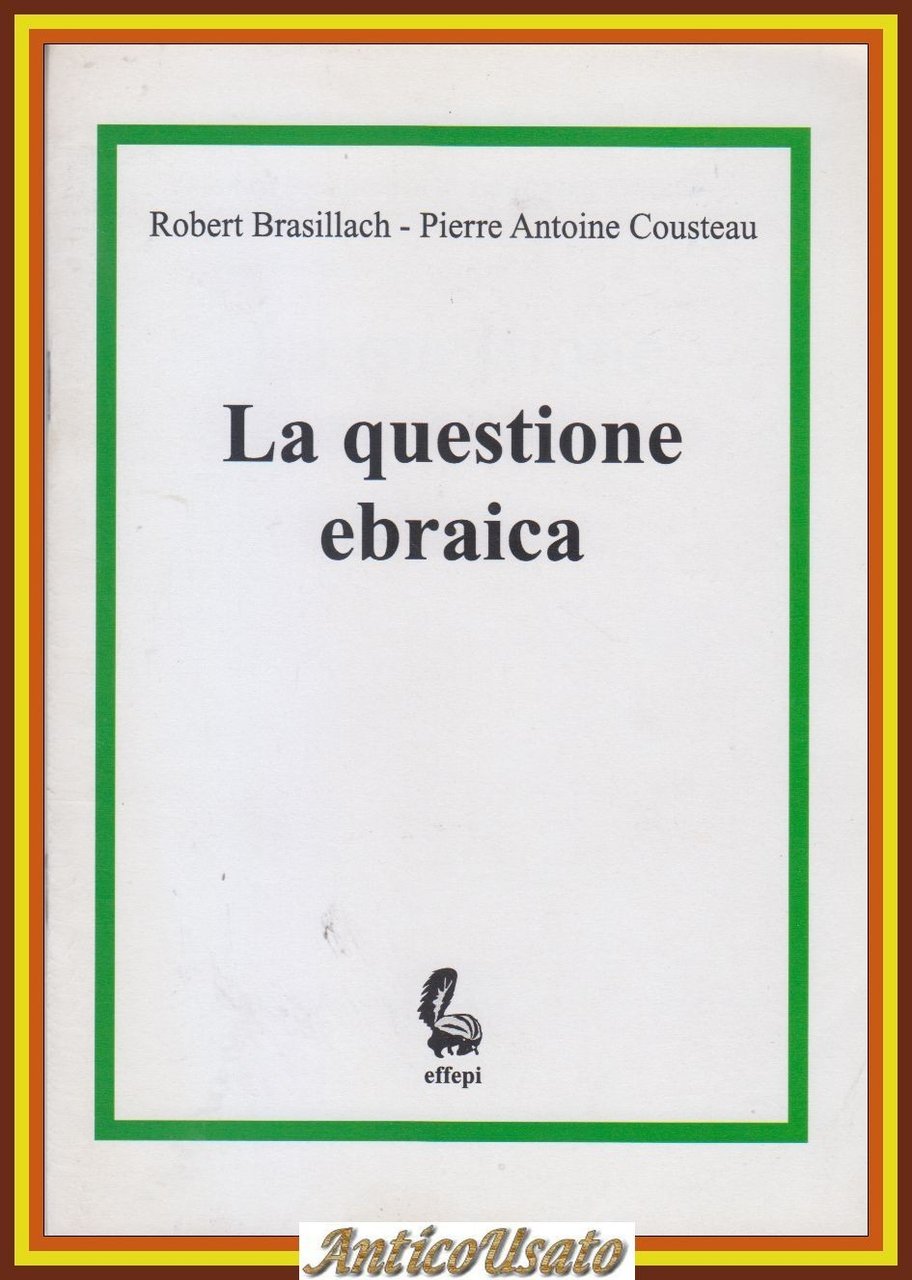 Robert Brasillach - Pierre Antoine Cousteau
La questione
ebraica
effepi
AnticoUsato